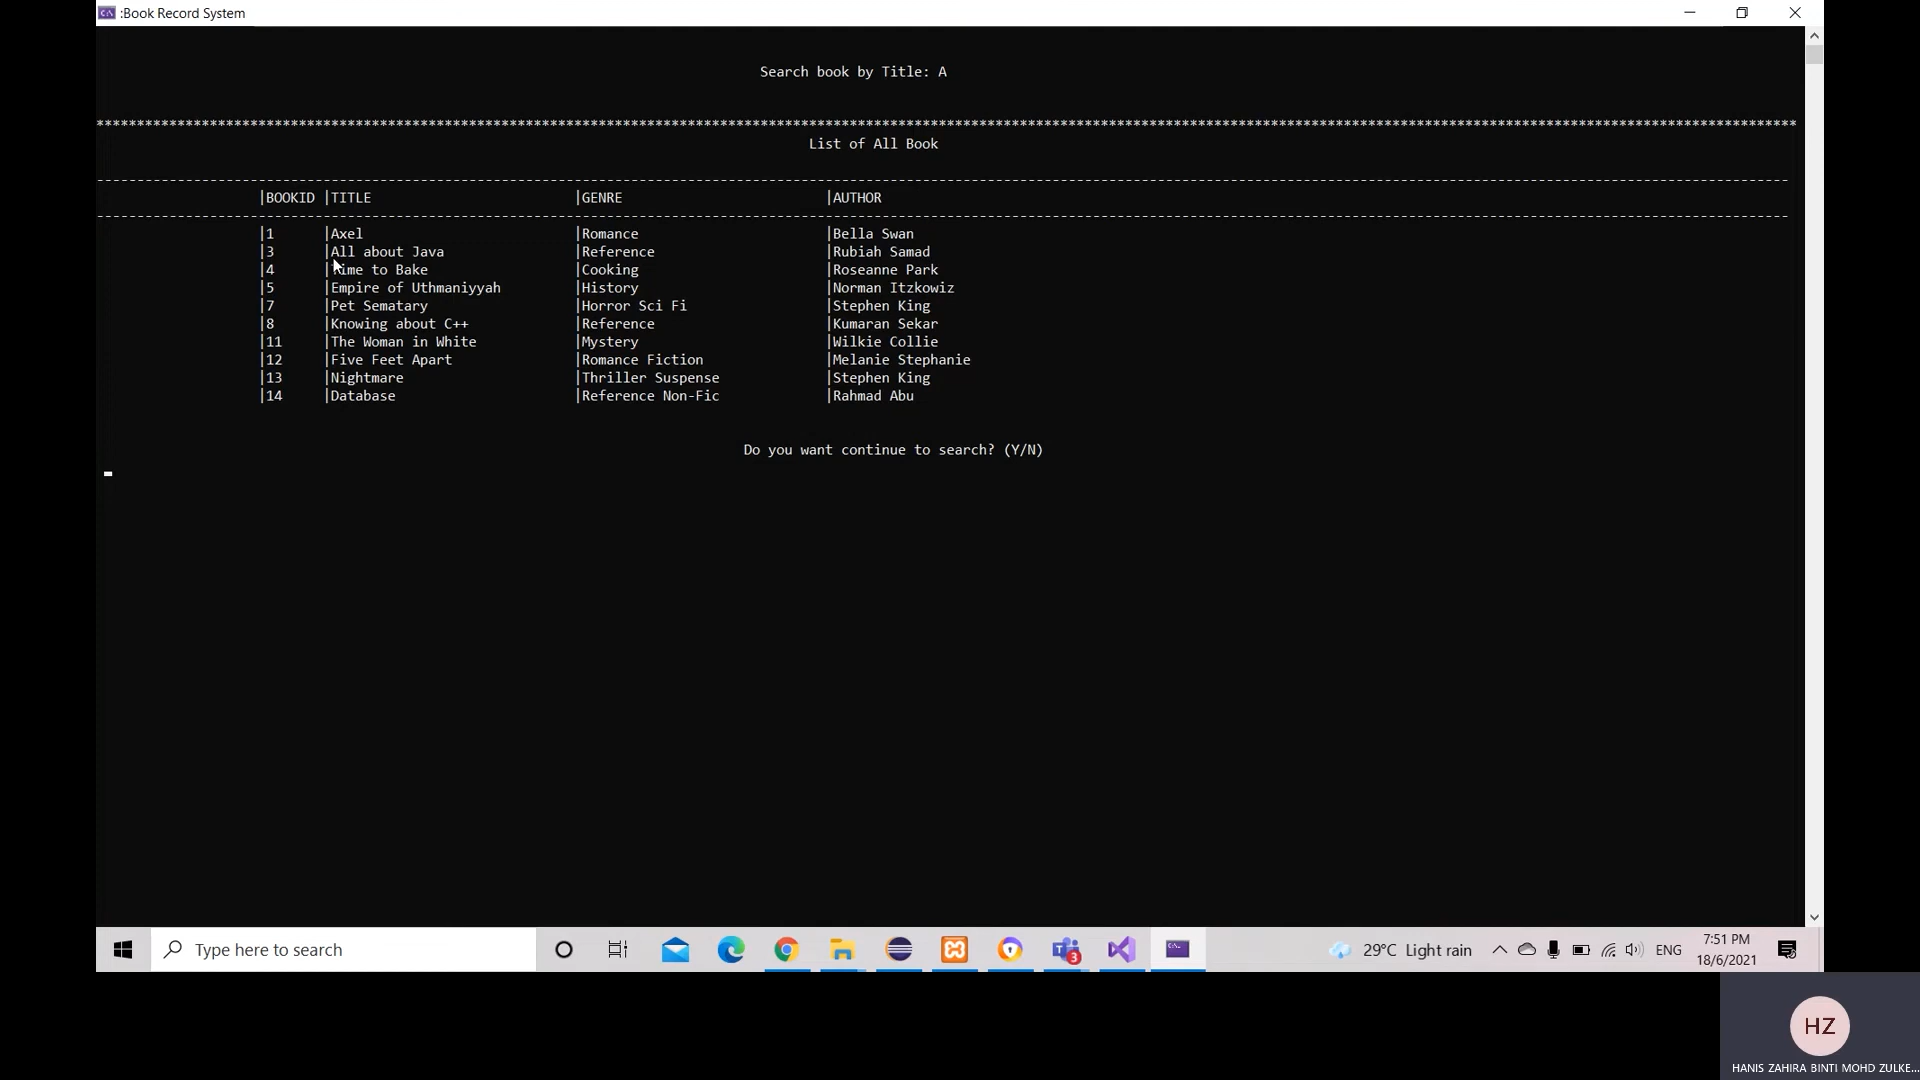 :Book Record System
Search book by Title: A
********************************************************************************************************************************************************************************************************************
List of All Book
--------------------------------------------------------------------------------------------------------------------------------------------------------------------------------------------------------------------
|BOOKID |TITLE |GENRE |AUTHOR
--------------------------------------------------------------------------------------------------------------------------------------------------------------------------------------------------------------------
|1 |Axel |Romance |Bella Swan
|3 |All about Java |Reference |Rubiah Samad
|4 |Time to Bake |Cooking |Roseanne Park
|5 |Empire of Uthmaniyyah |History |Norman Itzkowiz
|7 |Pet Sematary |Horror Sci Fi |Stephen King
|8 |Knowing about C++ |Reference |Kumaran Sekar
|11 |The Woman in White |Mystery |Wilkie Collie
|12 |Five Feet Apart |Romance Fiction |Melanie Stephanie
|13 |Nightmare |Thriller Suspense |Stephen King
|14 |Database |Reference Non-Fic |Rahmad Abu
Do you want continue to search? (Y/N)
Type here to search
3
29°C Light rain
ENG
7:51 PM
18/6/2021
HZ
HANIS ZAHIRA BINTI MOHD ZULKE...